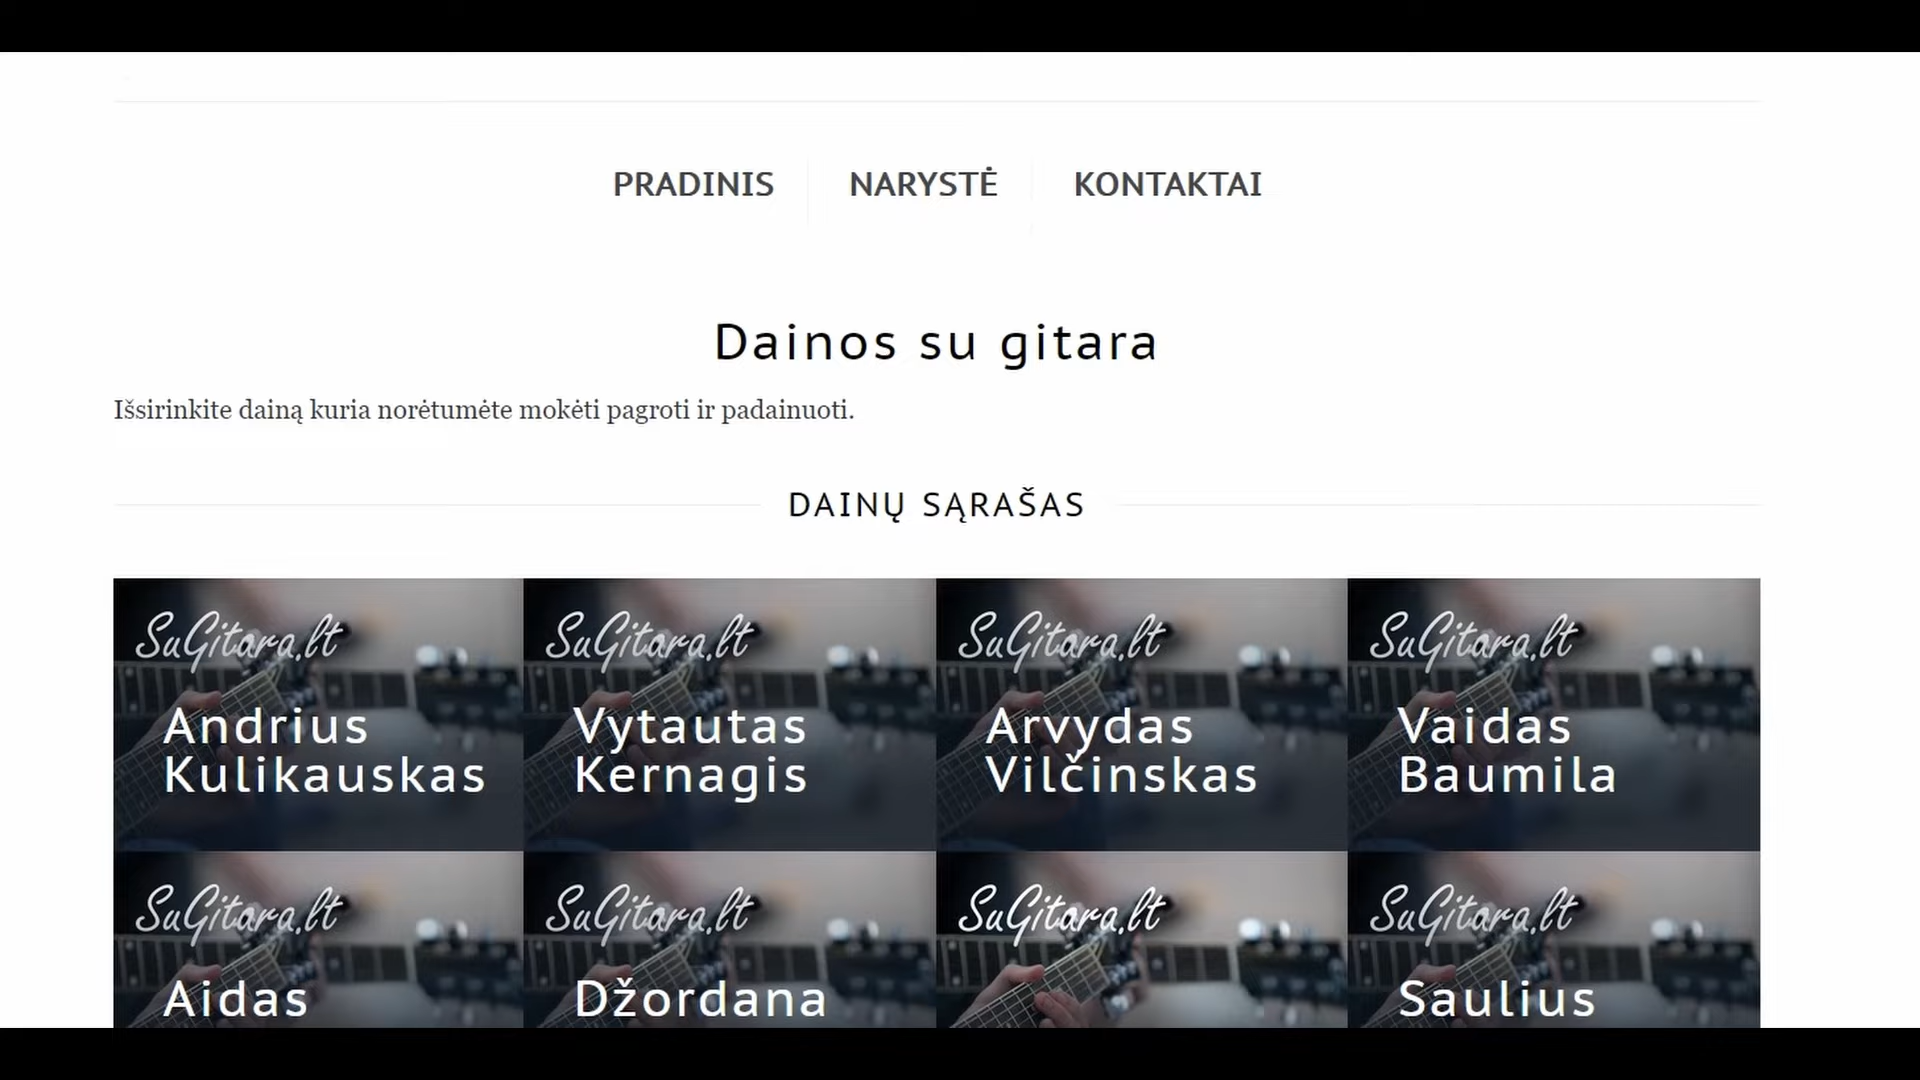 PRADINIS NARYSTĖ KONTAKTAI
Dainos su gitara
Išsirinkite dainą kuria norėtumėte mokėti pagroti ir padainuoti.
DAINŲ SĄRAŠAS
SuGitara.lt SuGitara.lt SuGitara.lt SuGitara.lt
Andrius Kulikauskas
Vytautas Kernagis
Arvydas Vilčinskas
Vaidas Baumila
SuGitara.lt SuGitara.lt SuGitara.lt SuGitara.lt
Aidas Džordana Saulius